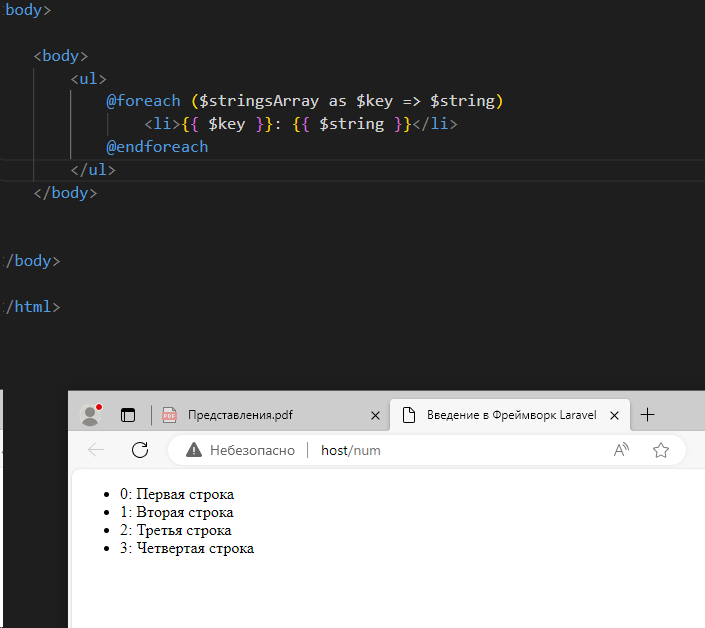 body>
<body>
<ul>
@foreach ($stringsArray as $key => $string)
<li>{{ $key }}: {{ $string }}</li>
@endforeach
</ul>
</body>
/body>
/html>
PDF Представления.pdf
Введение в Фреймворк Laravel
Небезопасно host/num
0: Первая строка
1: Вторая строка
2: Третья строка
3: Четвертая строка